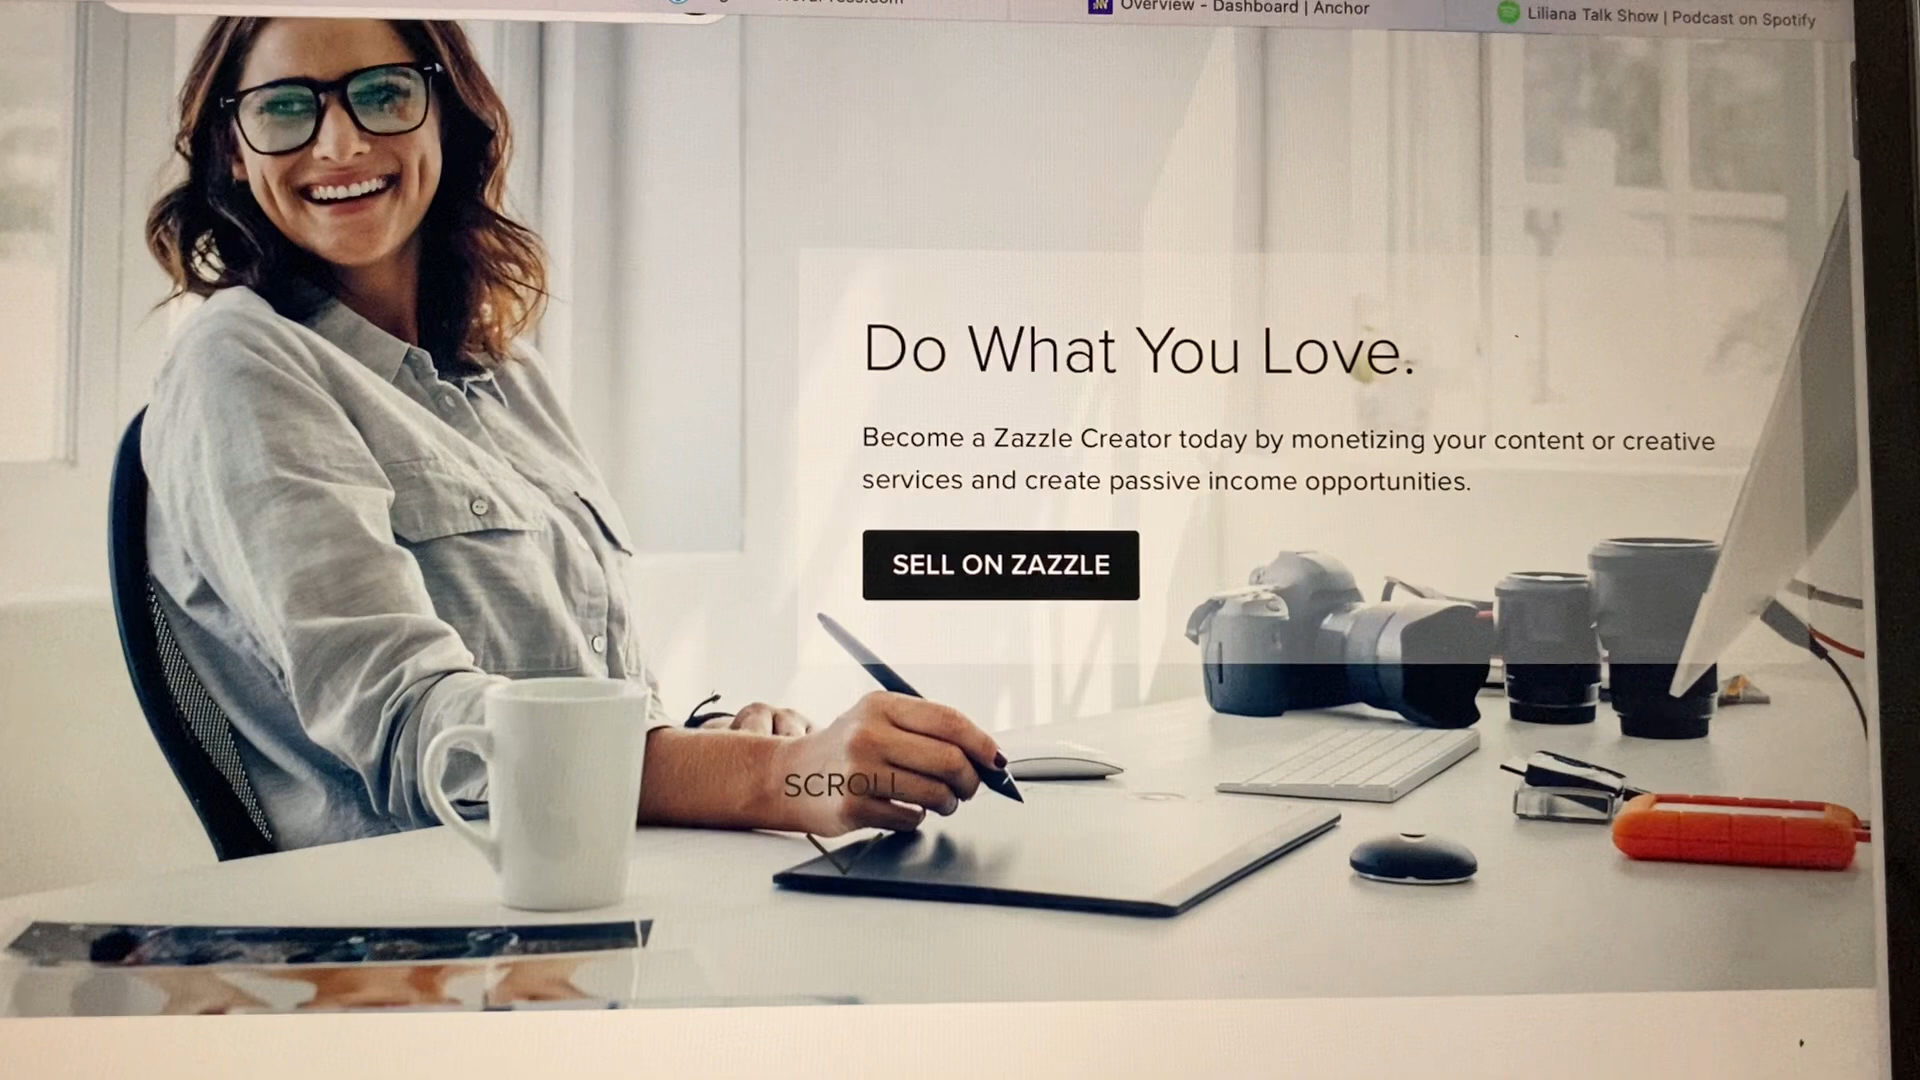 Overview - Dashboard | Anchor
Liliana Talk Show | Podcast on Spotify
Do What You Love.
Become a Zazzle Creator today by monetizing your content or creative
services and create passive income opportunities.
SELL ON ZAZZLE
SCROLL